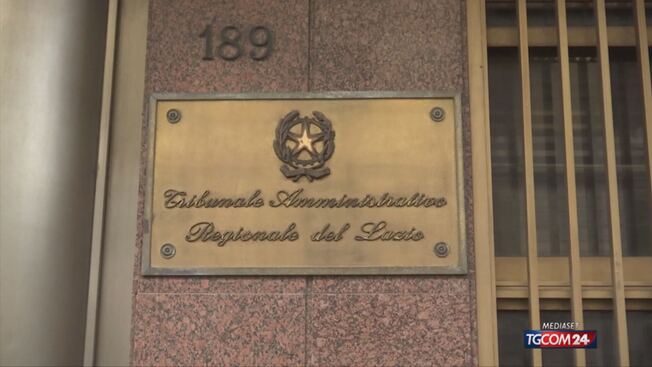 189
Tribunale Amministrativo
Regionale del Lazio
MEDIASET
TGCOM24